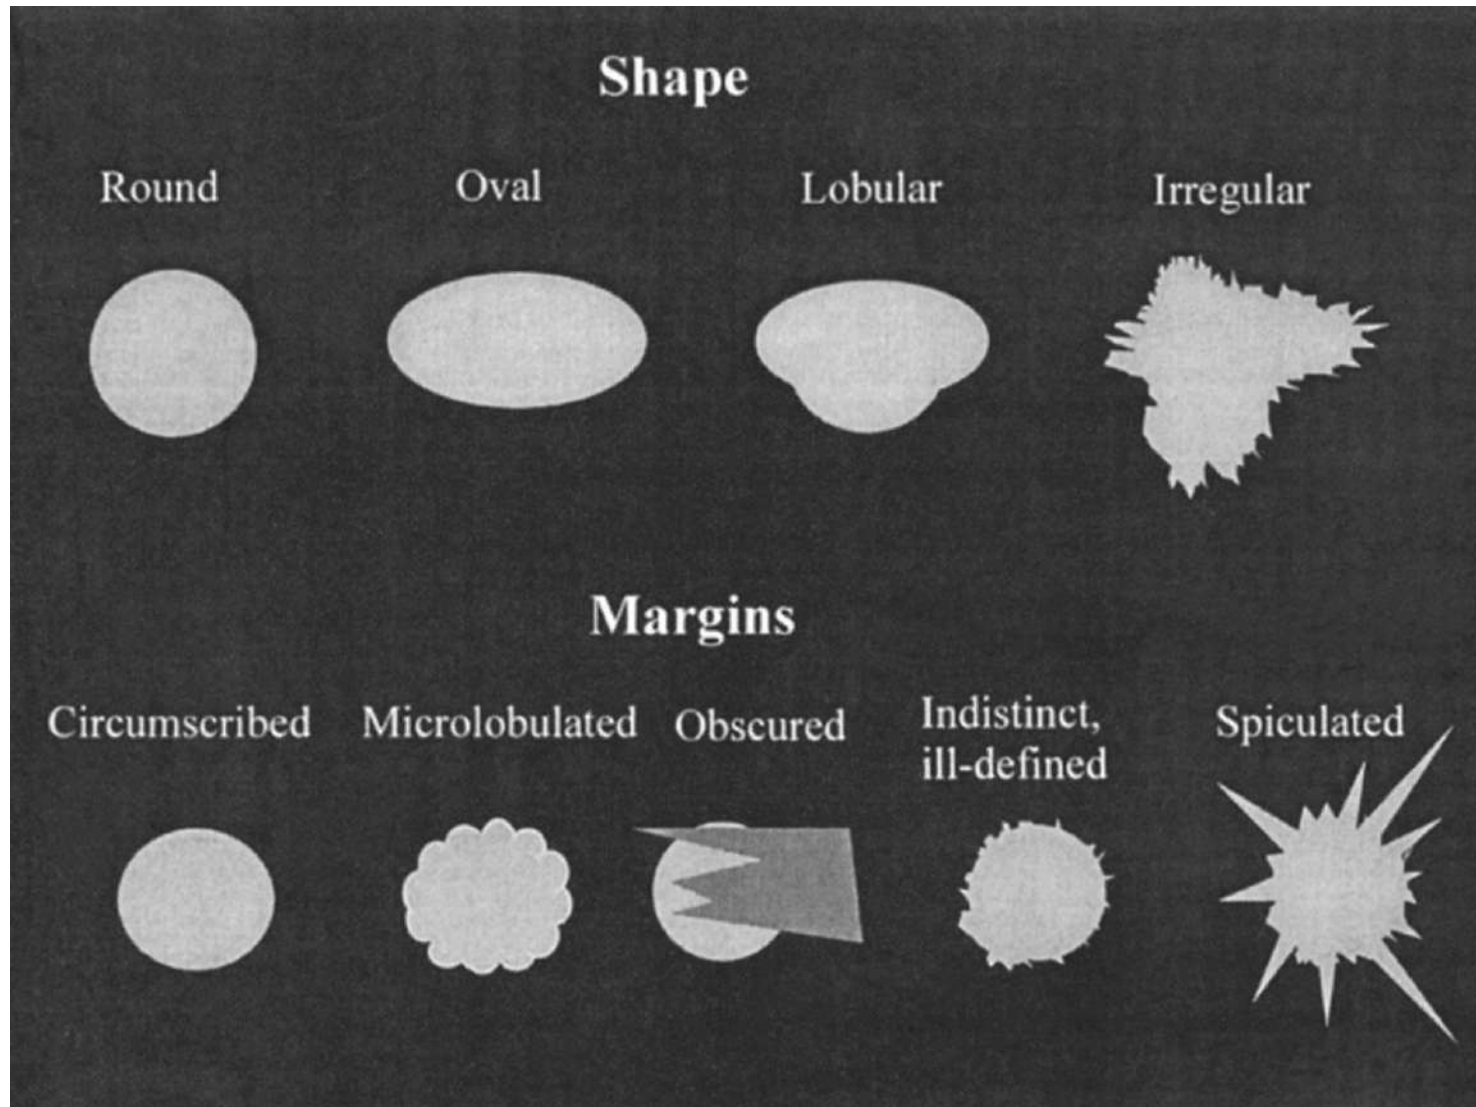 Shape
Round
Oval
Lobular
Irregular
Margins
Circumscribed
Microlobulated
Obscured
Indistinct,
ill-defined
Spiculated